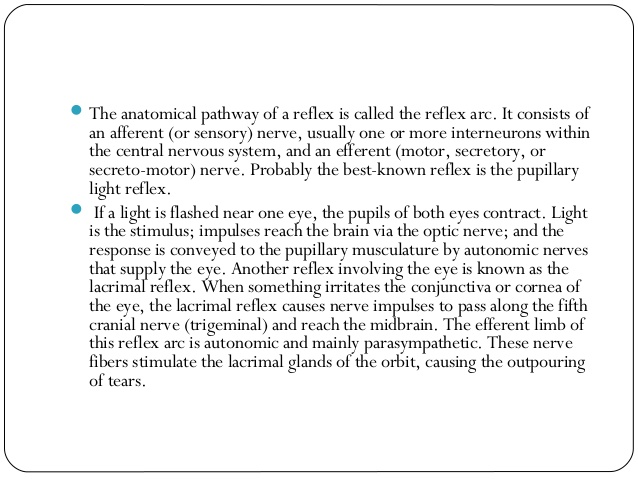 The anatomical pathway of a reflex is called the reflex arc. It consists of
an afferent (or sensory) nerve, usually one or more interneurons within
the central nervous system, and an efferent (motor, secretory, or
secreto-motor) nerve. Probably the best-known reflex is the pupillary
light reflex.
If a light is flashed near one eye, the pupils of both eyes contract. Light
is the stimulus; impulses reach the brain via the optic nerve; and the
response is conveyed to the pupillary musculature by autonomic nerves
that supply the eye. Another reflex involving the eye is known as the
lacrimal reflex. When something irritates the conjunctiva or cornea of
the eye, the lacrimal reflex causes nerve impulses to pass along the fifth
cranial nerve (trigeminal) and reach the midbrain. The efferent limb of
this reflex arc is autonomic and mainly parasympathetic. These nerve
fibers stimulate the lacrimal glands of the orbit, causing the outpouring
of tears.